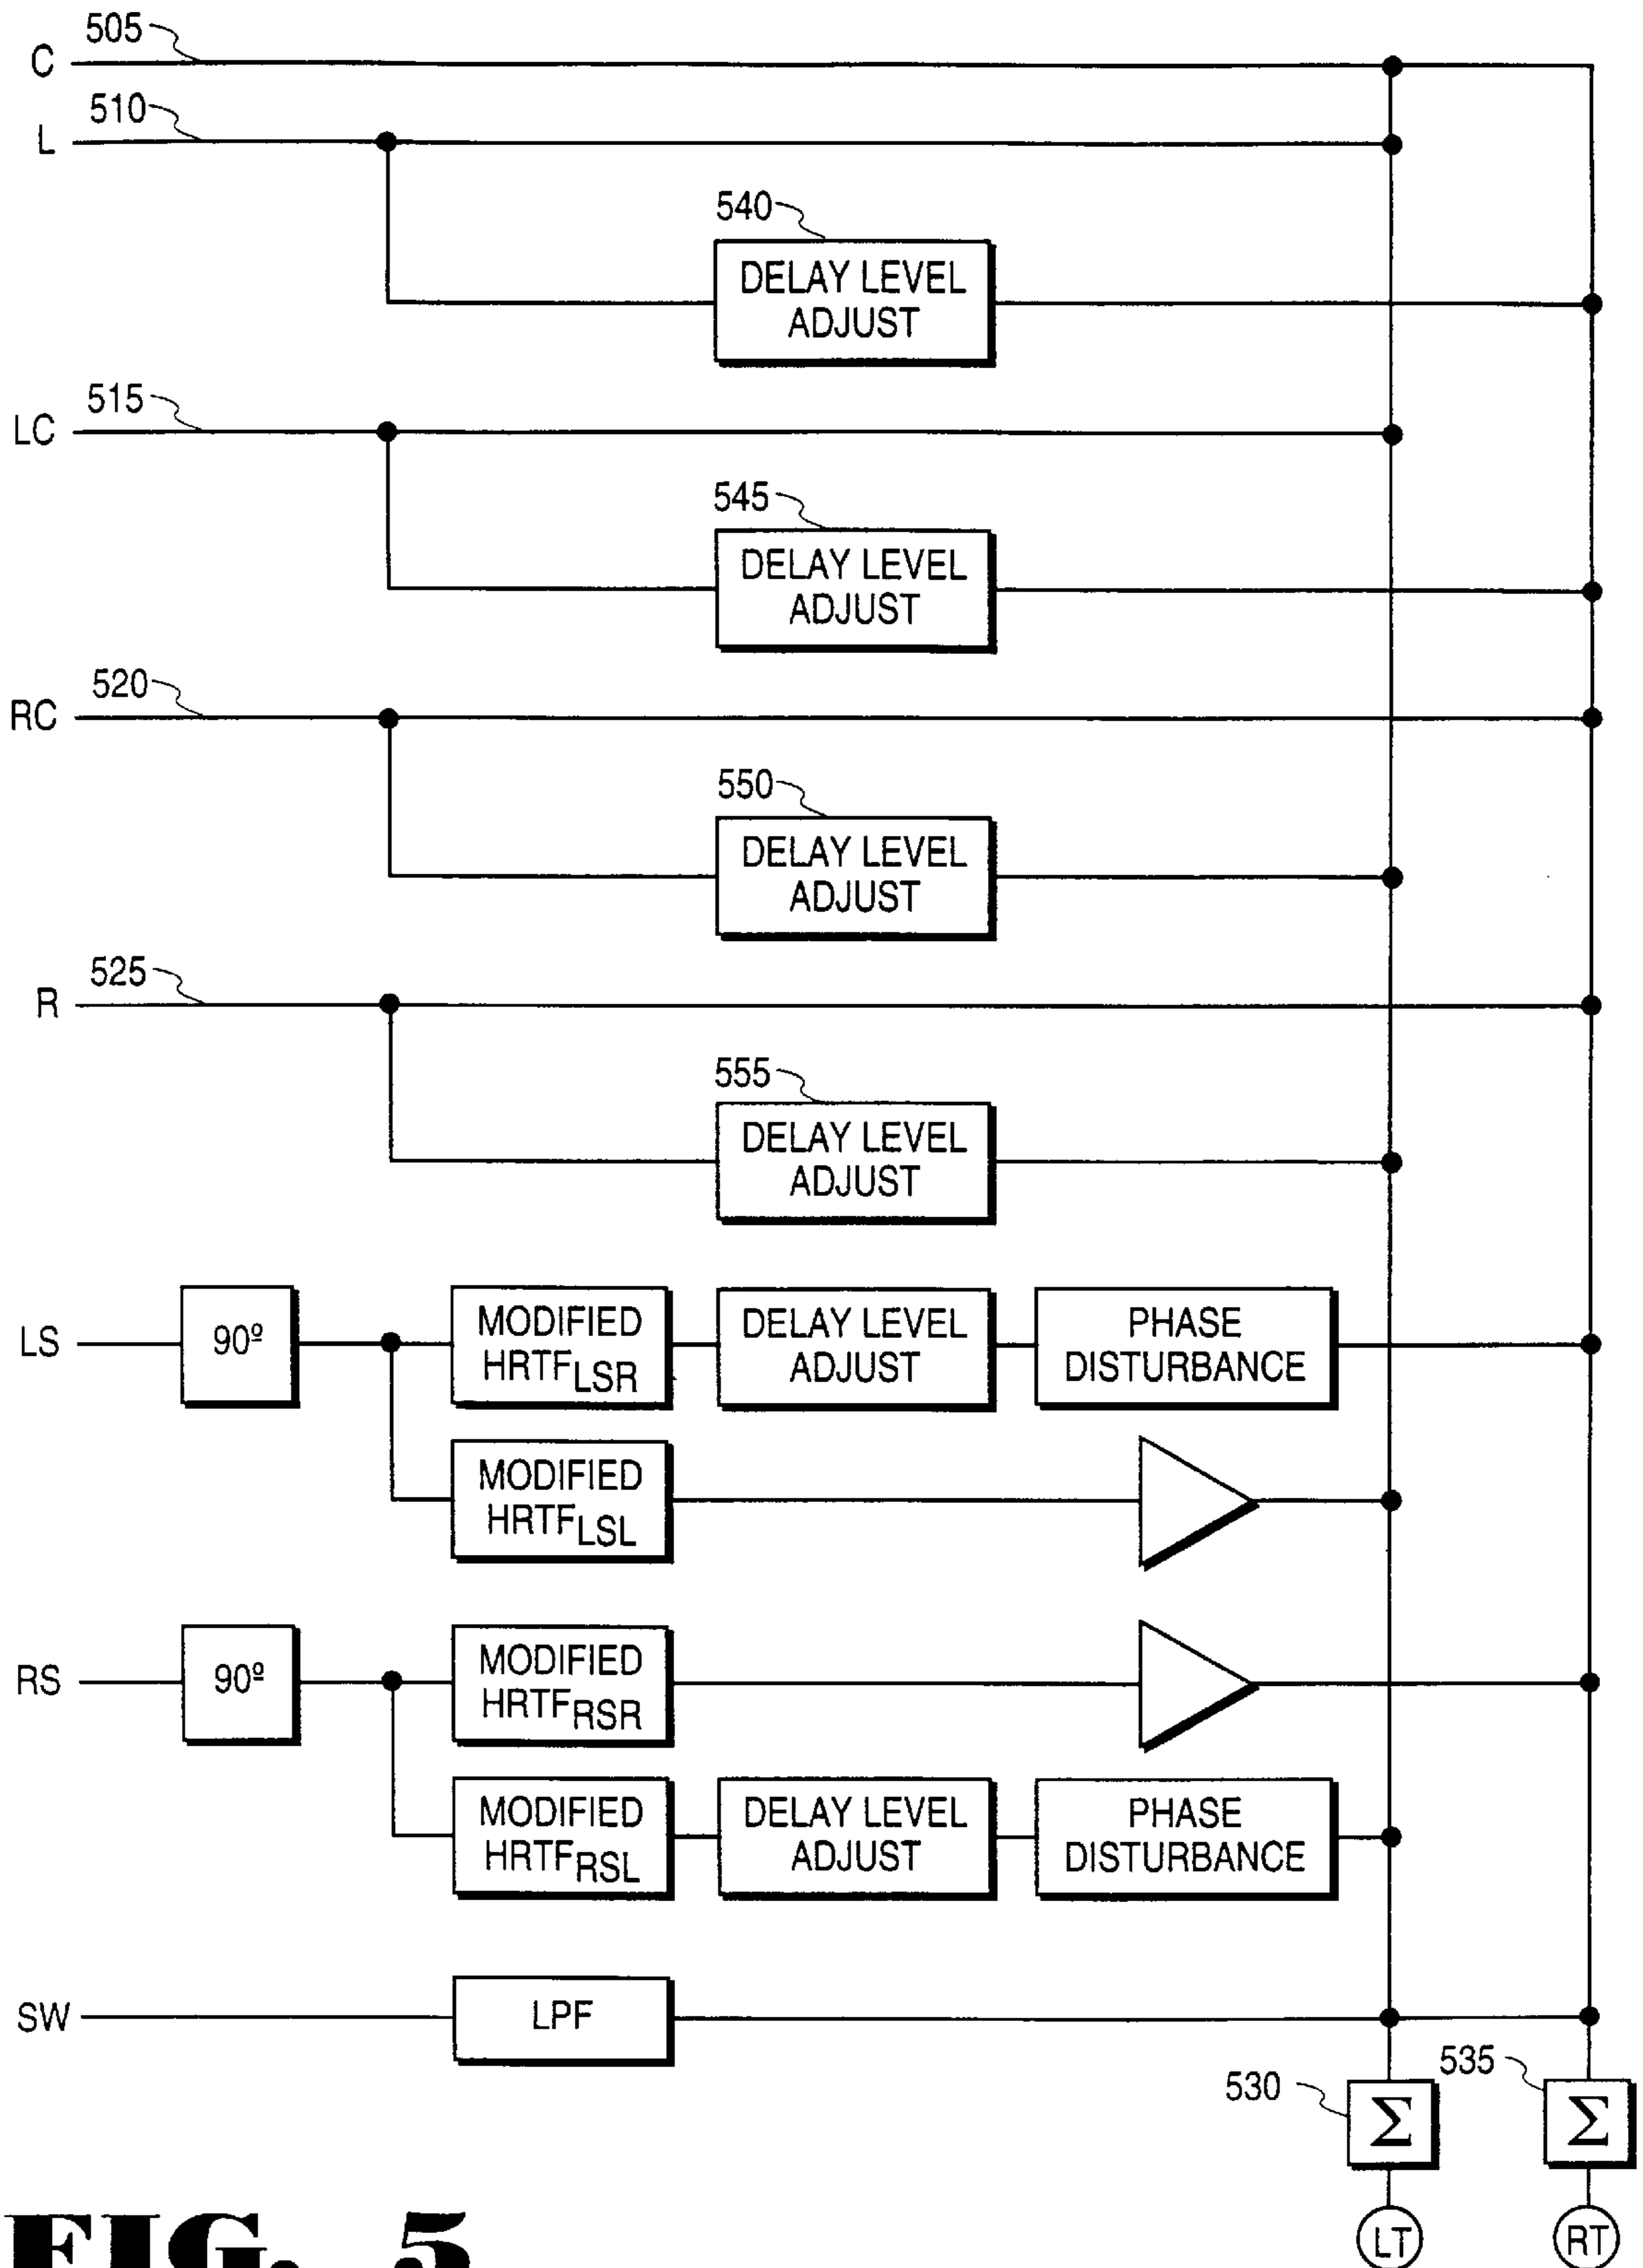 505
C
510
L
540
DELAY LEVEL
ADJUST
515
LC
545
DELAY LEVEL
ADJUST
520
RC
550
DELAY LEVEL
ADJUST
525
R
555
DELAY LEVEL
ADJUST
LS
90º
MODIFIED
HRTFLSR
DELAY LEVEL
ADJUST
PHASE
DISTURBANCE
MODIFIED
HRTFLSL
RS
90º
MODIFIED
HRTFRSR
MODIFIED
HRTFRSL
DELAY LEVEL
ADJUST
PHASE
DISTURBANCE
SW
LPF
530
Σ
535
Σ
LT
RT
FIG. 5